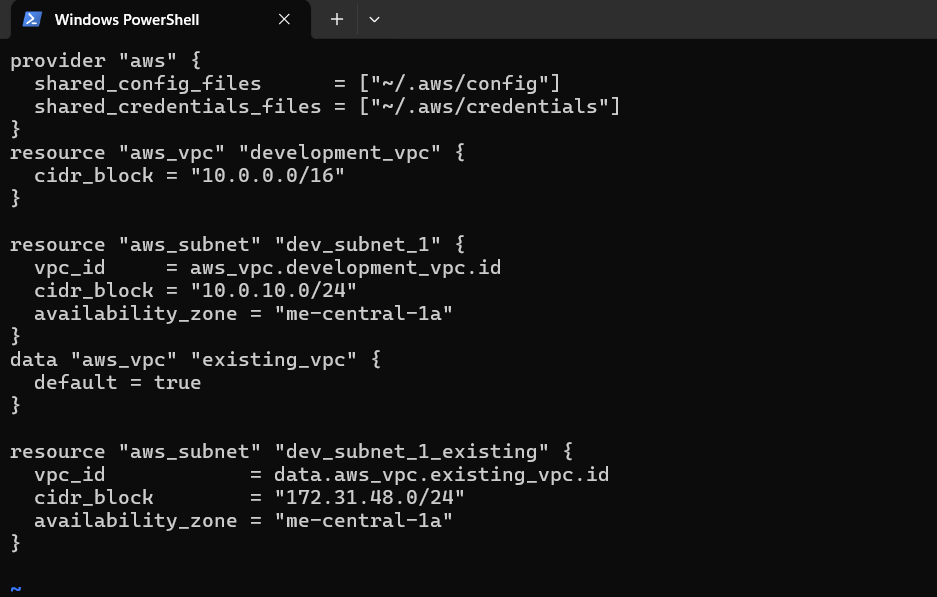 Windows PowerShell
provider "aws" {
  shared_config_files      = ["~/.aws/config"]
  shared_credentials_files = ["~/.aws/credentials"]
}
resource "aws_vpc" "development_vpc" {
  cidr_block = "10.0.0.0/16"
}

resource "aws_subnet" "dev_subnet_1" {
  vpc_id     = aws_vpc.development_vpc.id
  cidr_block = "10.0.10.0/24"
  availability_zone = "me-central-1a"
}
data "aws_vpc" "existing_vpc" {
  default = true
}

resource "aws_subnet" "dev_subnet_1_existing" {
  vpc_id            = data.aws_vpc.existing_vpc.id
  cidr_block        = "172.31.48.0/24"
  availability_zone = "me-central-1a"
}

~